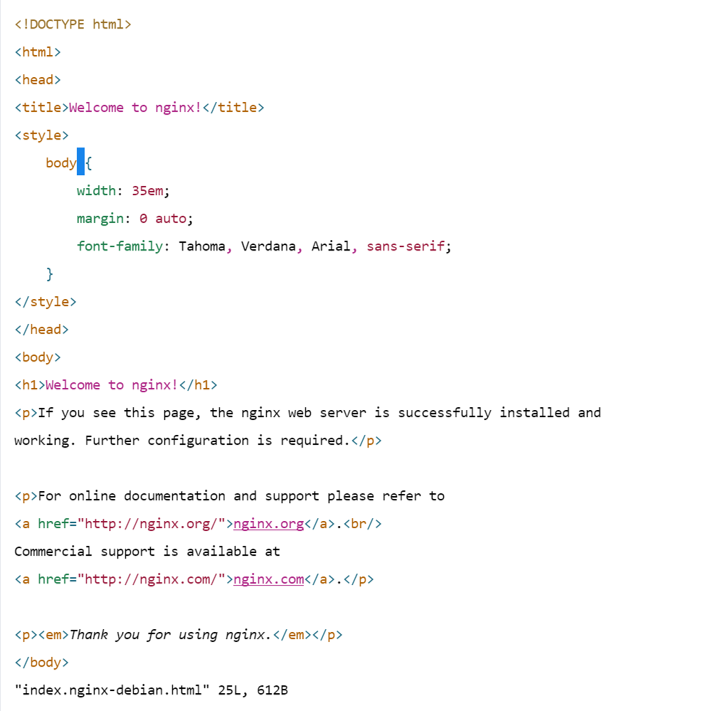 <!DOCTYPE html>
<html>
<head>
<title>Welcome to nginx!</title>
<style>
    body {
        width: 35em;
        margin: 0 auto;
        font-family: Tahoma, Verdana, Arial, sans-serif;
    }
</style>
</head>
<body>
<h1>Welcome to nginx!</h1>
<p>If you see this page, the nginx web server is successfully installed and
working. Further configuration is required.</p>

<p>For online documentation and support please refer to
<a href="http://nginx.org/">nginx.org</a>.<br/>
Commercial support is available at
<a href="http://nginx.com/">nginx.com</a>.</p>

<p><em>Thank you for using nginx.</em></p>
</body>
"index.nginx-debian.html" 25L, 612B